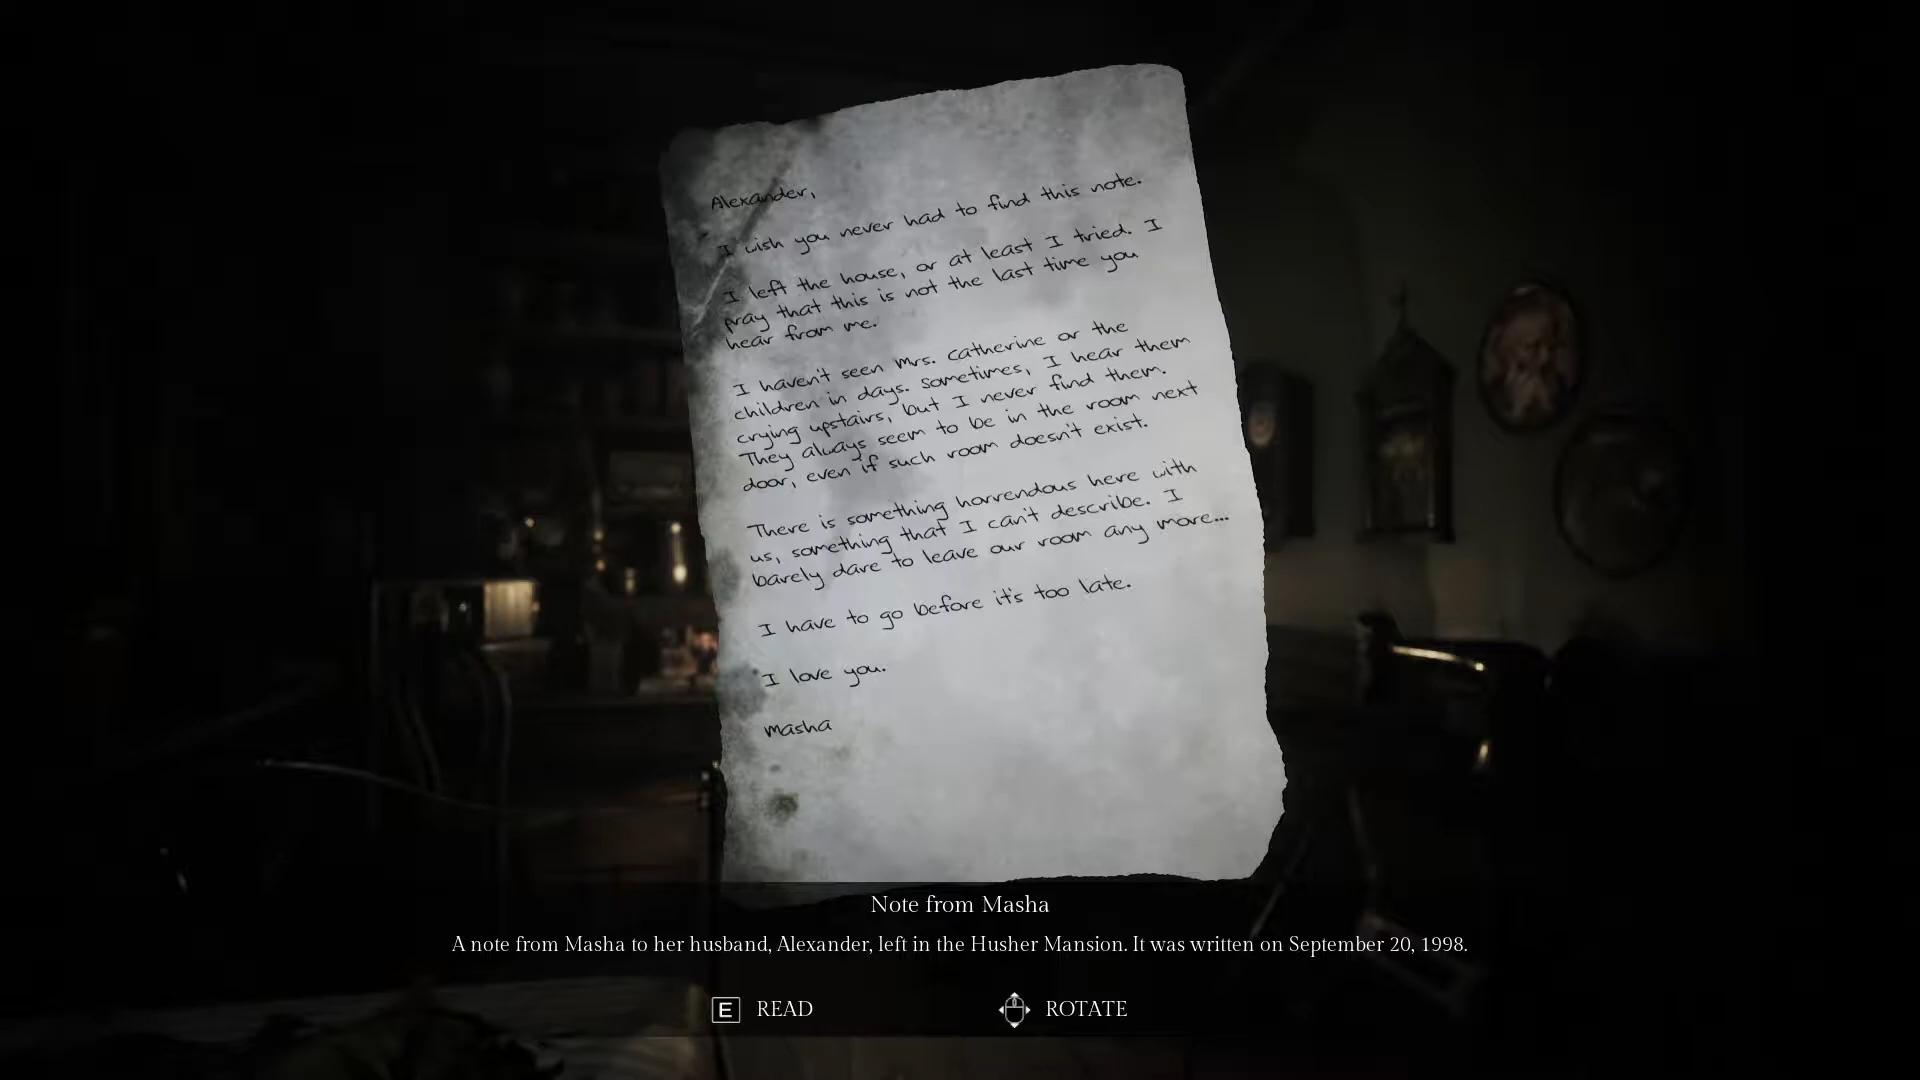 Alexander,
I wish you never had to find this note.
I left the house, or at least I tried. I
pray that this is not the last time you
hear from me.
I haven't seen Mrs. Catherine or the
children in days. Sometimes, I hear them
crying upstairs, but I never find them.
They always seem to be in the room next
door, even if such room doesn't exist.
There is something horrendous here with
us, something that I can't describe. I
barely dare to leave our room any more...
I have to go before it's too late.
I love you.
Masha
Note from Masha
A note from Masha to her husband, Alexander, left in the Husher Mansion. It was written on September 20, 1998.
E READ ROTATE